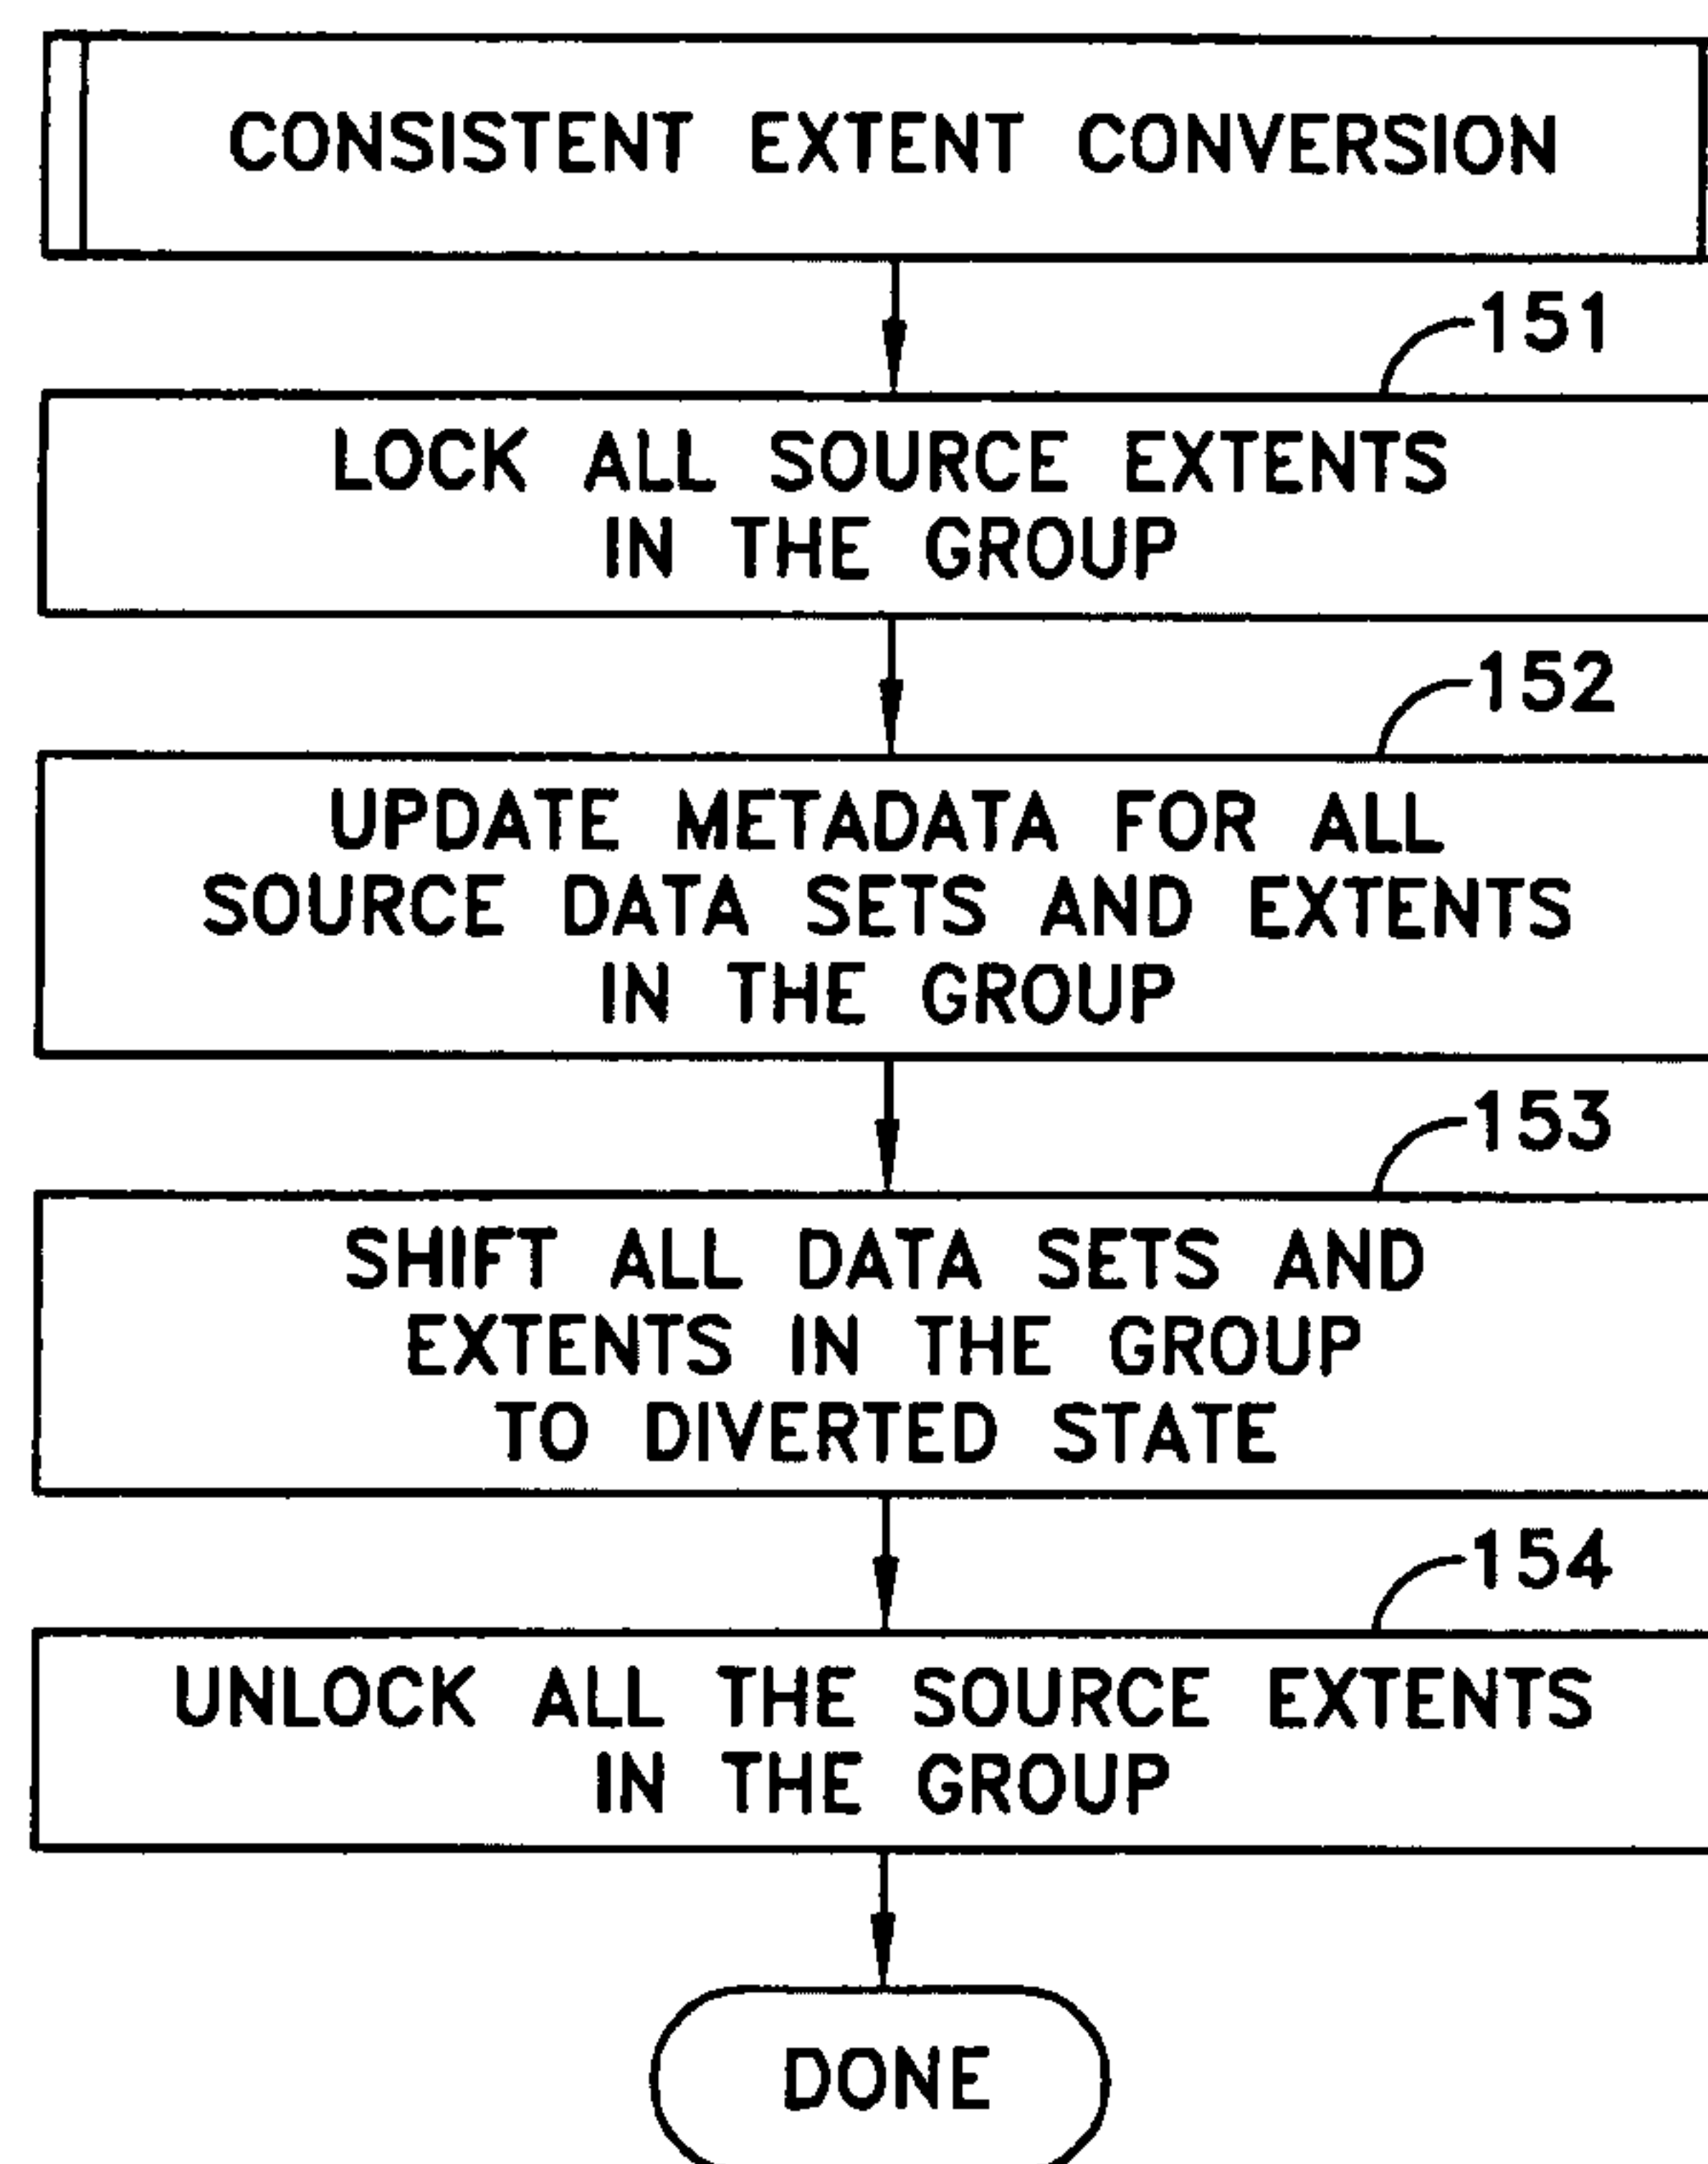 CONSISTENT EXTENT CONVERSION
151
LOCK ALL SOURCE EXTENTS
IN THE GROUP
152
UPDATE METADATA FOR ALL
SOURCE DATA SETS AND EXTENTS
IN THE GROUP
153
SHIFT ALL DATA SETS AND
EXTENTS IN THE GROUP
TO DIVERTED STATE
154
UNLOCK ALL THE SOURCE EXTENTS
IN THE GROUP
DONE